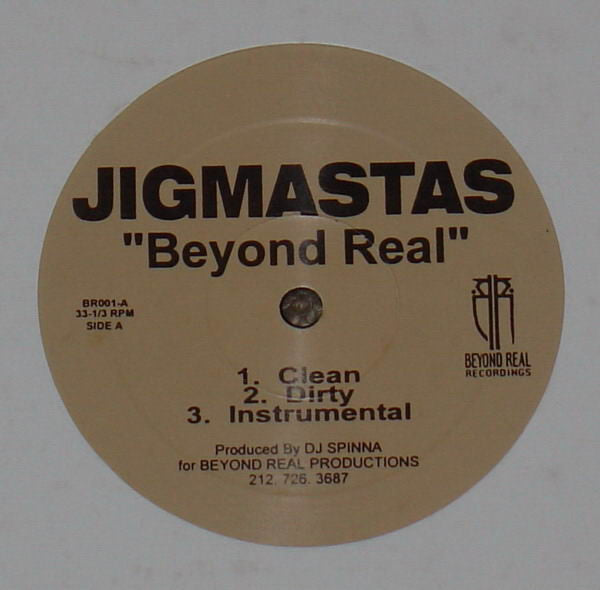 JIGMASTAS
"Beyond Real"
BR001-A
33-1/3 RPM
SIDE A
BEYOND REAL
RECORDINGS
1. Clean
2. Dirty
3. Instrumental
Produced By DJ SPINNA
for BEYOND REAL PRODUCTIONS
212. 726. 3687